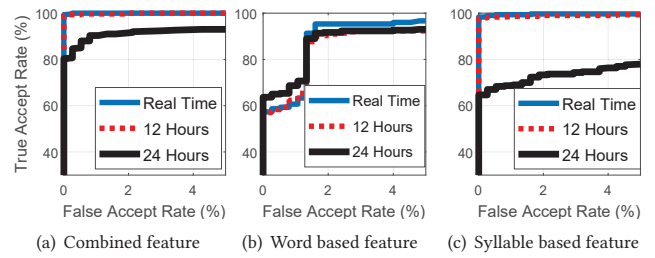 True Accept Rate (%)
100
80
60
40
Real Time
12 Hours
24 Hours
0 2 4
False Accept Rate (%)
(a) Combined feature
100
80
60
40
Real Time
12 Hours
24 Hours
0 2 4
False Accept Rate (%)
(b) Word based feature
100
80
60
40
Real Time
12 Hours
24 Hours
0 2 4
False Accept Rate (%)
(c) Syllable based feature